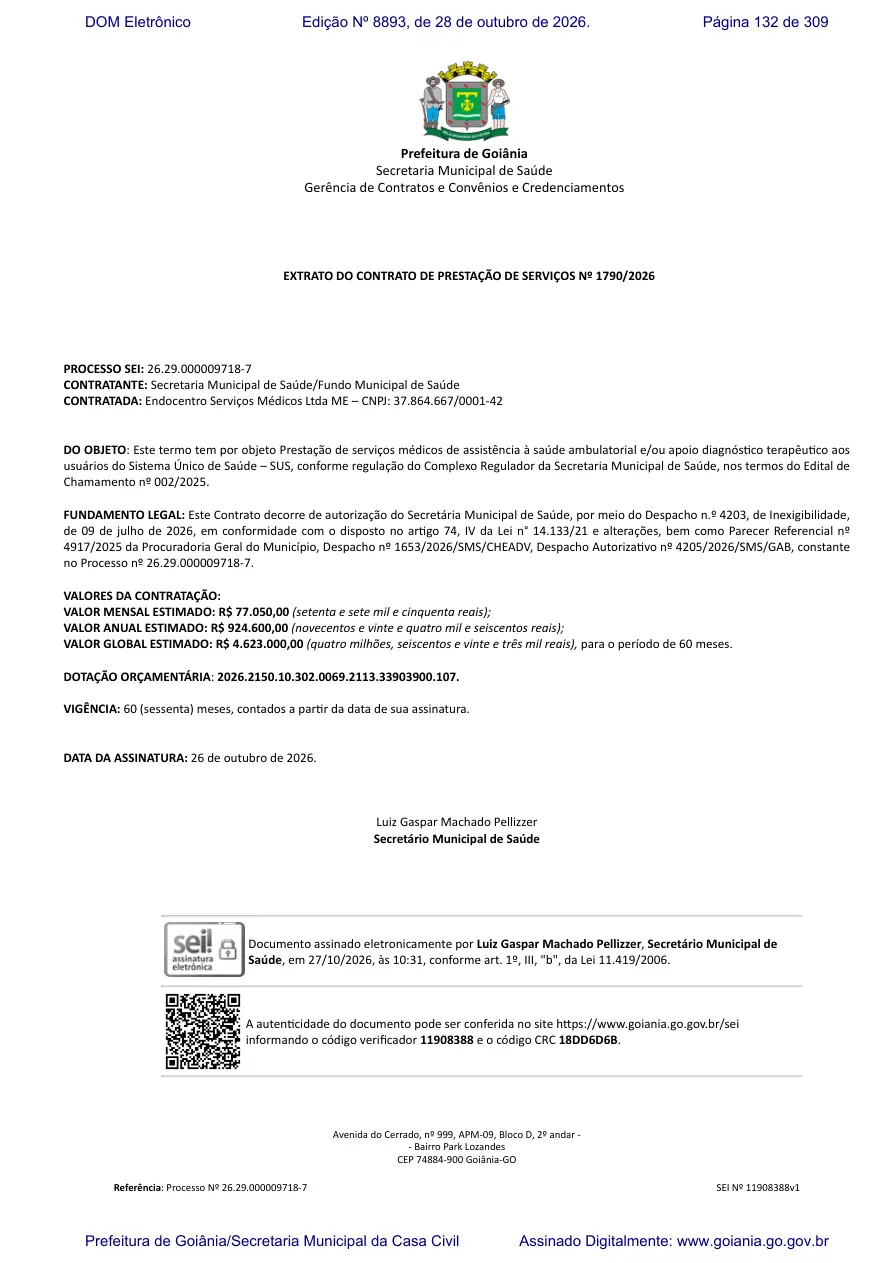 DOM Eletrônico Edição Nº 8893, de 28 de outubro de 2026. Página 132 de 309
Prefeitura de Goiânia
Secretaria Municipal de Saúde
Gerência de Contratos e Convênios e Credenciamentos
EXTRATO DO CONTRATO DE PRESTAÇÃO DE SERVIÇOS Nº 1790/2026
PROCESSO SEI: 26.29.000009718-7
CONTRATANTE: Secretaria Municipal de Saúde/Fundo Municipal de Saúde
CONTRATADA: Endocentro Serviços Médicos Ltda ME – CNPJ: 37.864.667/0001-42
DO OBJETO: Este termo tem por objeto Prestação de serviços médicos de assistência à saúde ambulatorial e/ou apoio diagnóstico terapêutico aos
usuários do Sistema Único de Saúde – SUS, conforme regulação do Complexo Regulador da Secretaria Municipal de Saúde, nos termos do Edital de
Chamamento nº 002/2025.
FUNDAMENTO LEGAL: Este Contrato decorre de autorização do Secretária Municipal de Saúde, por meio do Despacho n.º 4203, de Inexigibilidade,
de 09 de julho de 2026, em conformidade com o disposto no artigo 74, IV da Lei n° 14.133/21 e alterações, bem como Parecer Referencial nº
4917/2025 da Procuradoria Geral do Município, Despacho nº 1653/2026/SMS/CHEADV, Despacho Autorizativo nº 4205/2026/SMS/GAB, constante
no Processo nº 26.29.000009718-7.
VALORES DA CONTRATAÇÃO:
VALOR MENSAL ESTIMADO: R$ 77.050,00 (setenta e sete mil e cinquenta reais);
VALOR ANUAL ESTIMADO: R$ 924.600,00 (novecentos e vinte e quatro mil e seiscentos reais);
VALOR GLOBAL ESTIMADO: R$ 4.623.000,00 (quatro milhões, seiscentos e vinte e três mil reais), para o período de 60 meses.
DOTAÇÃO ORÇAMENTÁRIA: 2026.2150.10.302.0069.2113.33903900.107.
VIGÊNCIA: 60 (sessenta) meses, contados a partir da data de sua assinatura.
DATA DA ASSINATURA: 26 de outubro de 2026.
Luiz Gaspar Machado Pellizzer
Secretário Municipal de Saúde
sei!
assinatura
eletrônica
Documento assinado eletronicamente por Luiz Gaspar Machado Pellizzer, Secretário Municipal de
Saúde, em 27/10/2026, às 10:31, conforme art. 1º, III, "b", da Lei 11.419/2006.
A autenticidade do documento pode ser conferida no site https://www.goiania.go.gov.br/sei
informando o código verificador 11908388 e o código CRC 18DD6D6B.
Avenida do Cerrado, nº 999, APM-09, Bloco D, 2º andar -
- Bairro Park Lozandes
CEP 74884-900 Goiânia-GO
Referência: Processo Nº 26.29.000009718-7 SEI Nº 11908388v1
Prefeitura de Goiânia/Secretaria Municipal da Casa Civil Assinado Digitalmente: www.goiania.go.gov.br